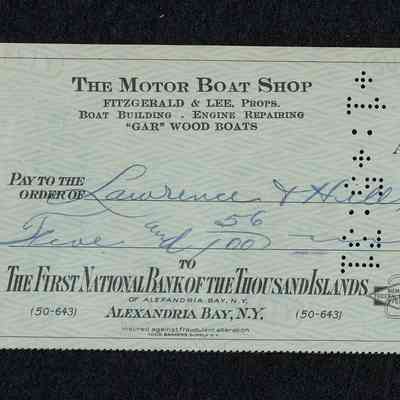 THE MOTOR BOAT SHOP
FITZGERALD & LEE, PROPS.
BOAT BUILDING - ENGINE REPAIRING
"GAR" WOOD BOATS
PAY TO THE
ORDER OF Lawrence &
Five and 56/100
TO
THE FIRST NATIONAL BANK OF THE THOUSAND ISLANDS
OF ALEXANDRIA BAY, N.Y.
(50-643) ALEXANDRIA BAY, N.Y. (50-643)
insured against fraudulent alteration